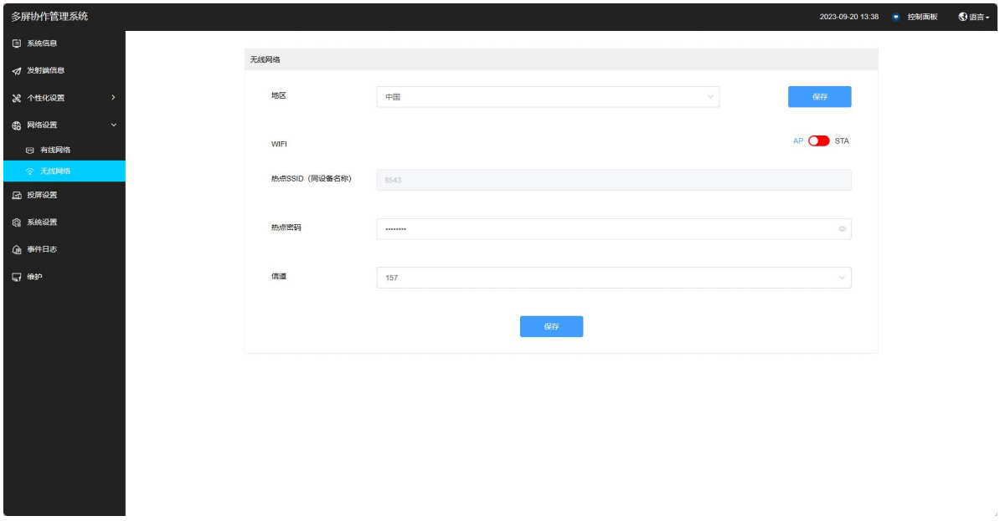 多屏协作管理系统
2023-09-20 13:38 控制面板 语言
系统信息
发射端信息
个性化设置
网络设置
有线网络
无线网络
投屏设置
系统设置
事件日志
维护
无线网络
地区 中国 保存
WIFI AP STA
热点SSID（同设备名称） 8543
热点密码 ••••••••
信道 157
保存